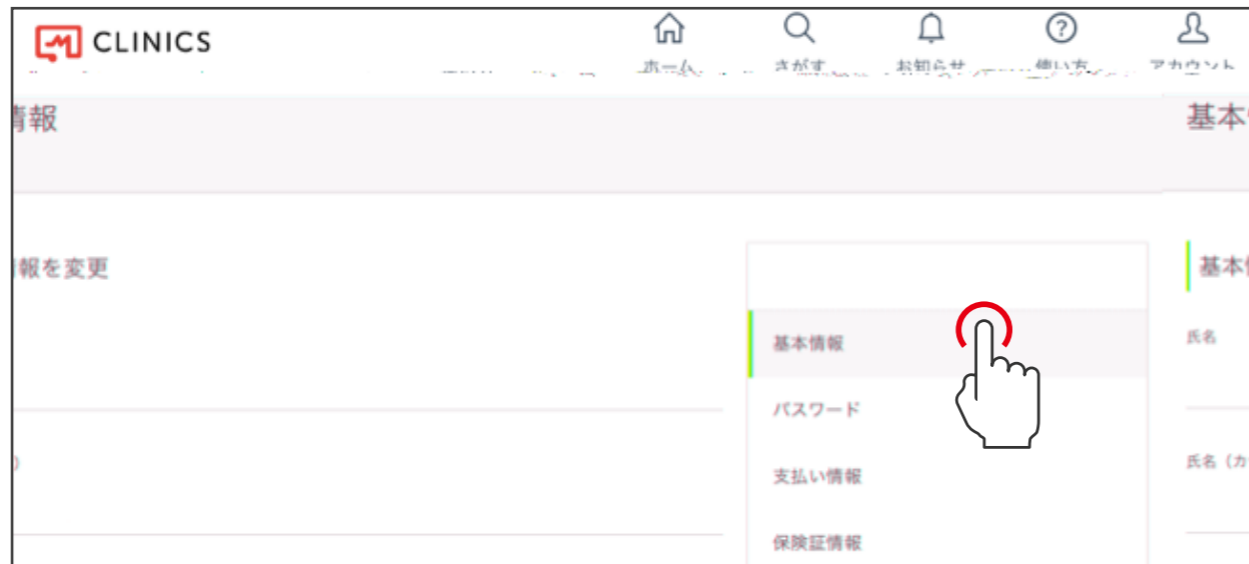 CLINICS
ホーム さがす お知らせ 使い方 アカウント
情報
基本
報を変更
基本
基本情報
氏名
パスワード
)
支払い情報
氏名（カ
保険証情報